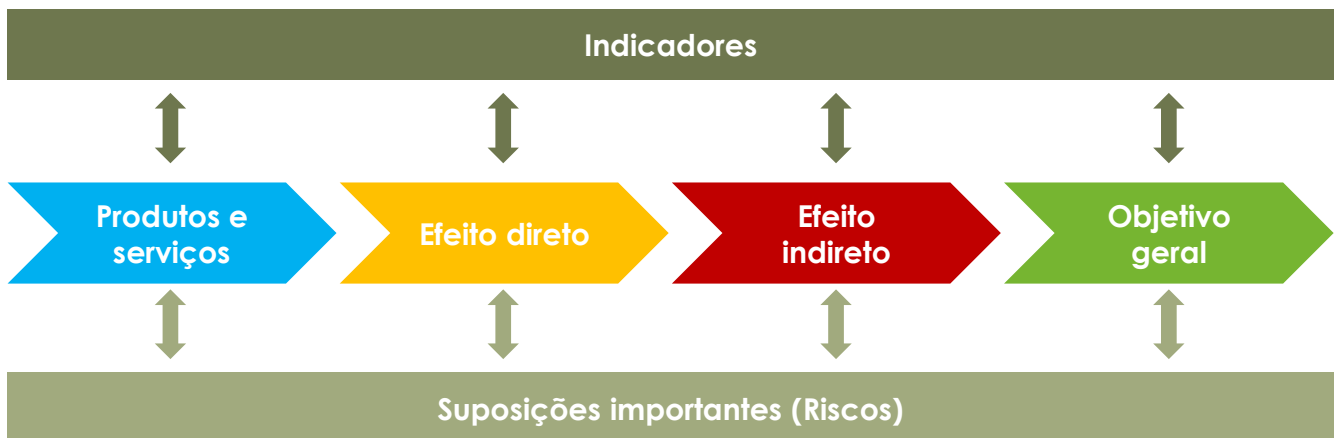 Indicadores
Produtos e
serviços
Efeito direto
Efeito
indireto
Objetivo
geral
Suposições importantes (Riscos)